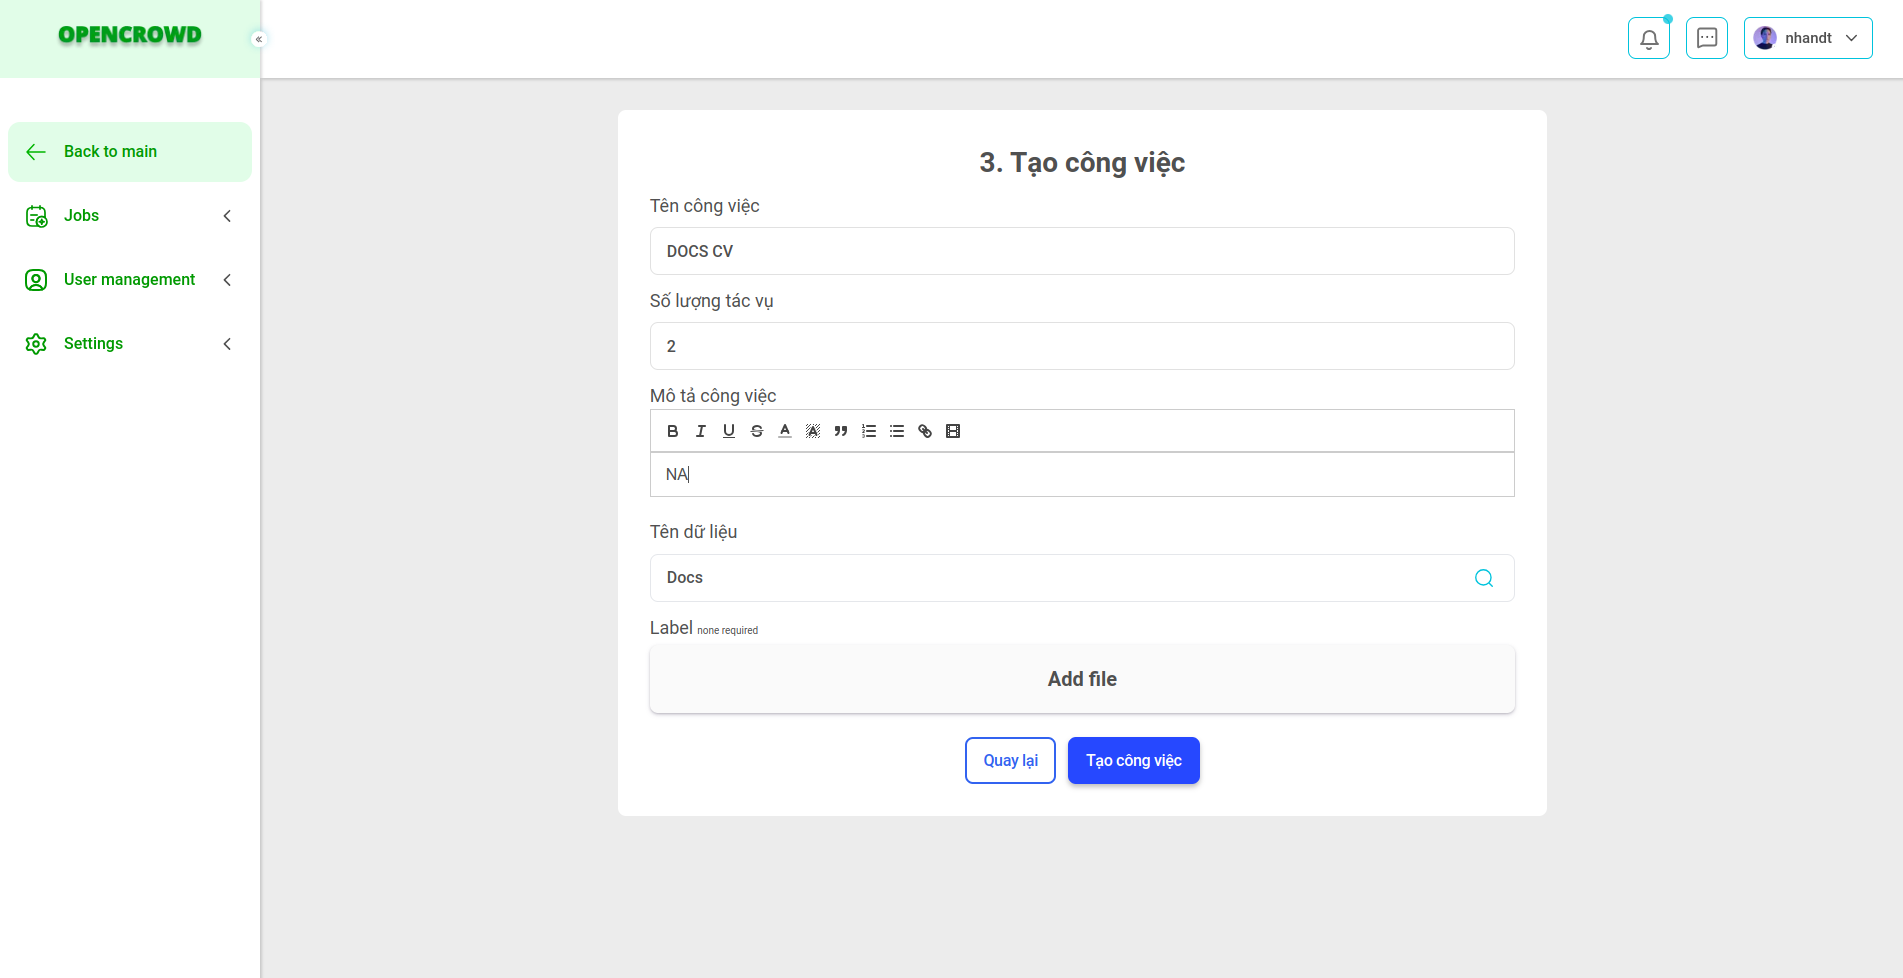 OPENCROWD
nhandt
Back to main
Jobs
User management
Settings
3. Tạo công việc
Tên công việc
DOCS CV
Số lượng tác vụ
2
Mô tả công việc
NA
Tên dữ liệu
Docs
Label none required
Add file
Quay lại
Tạo công việc